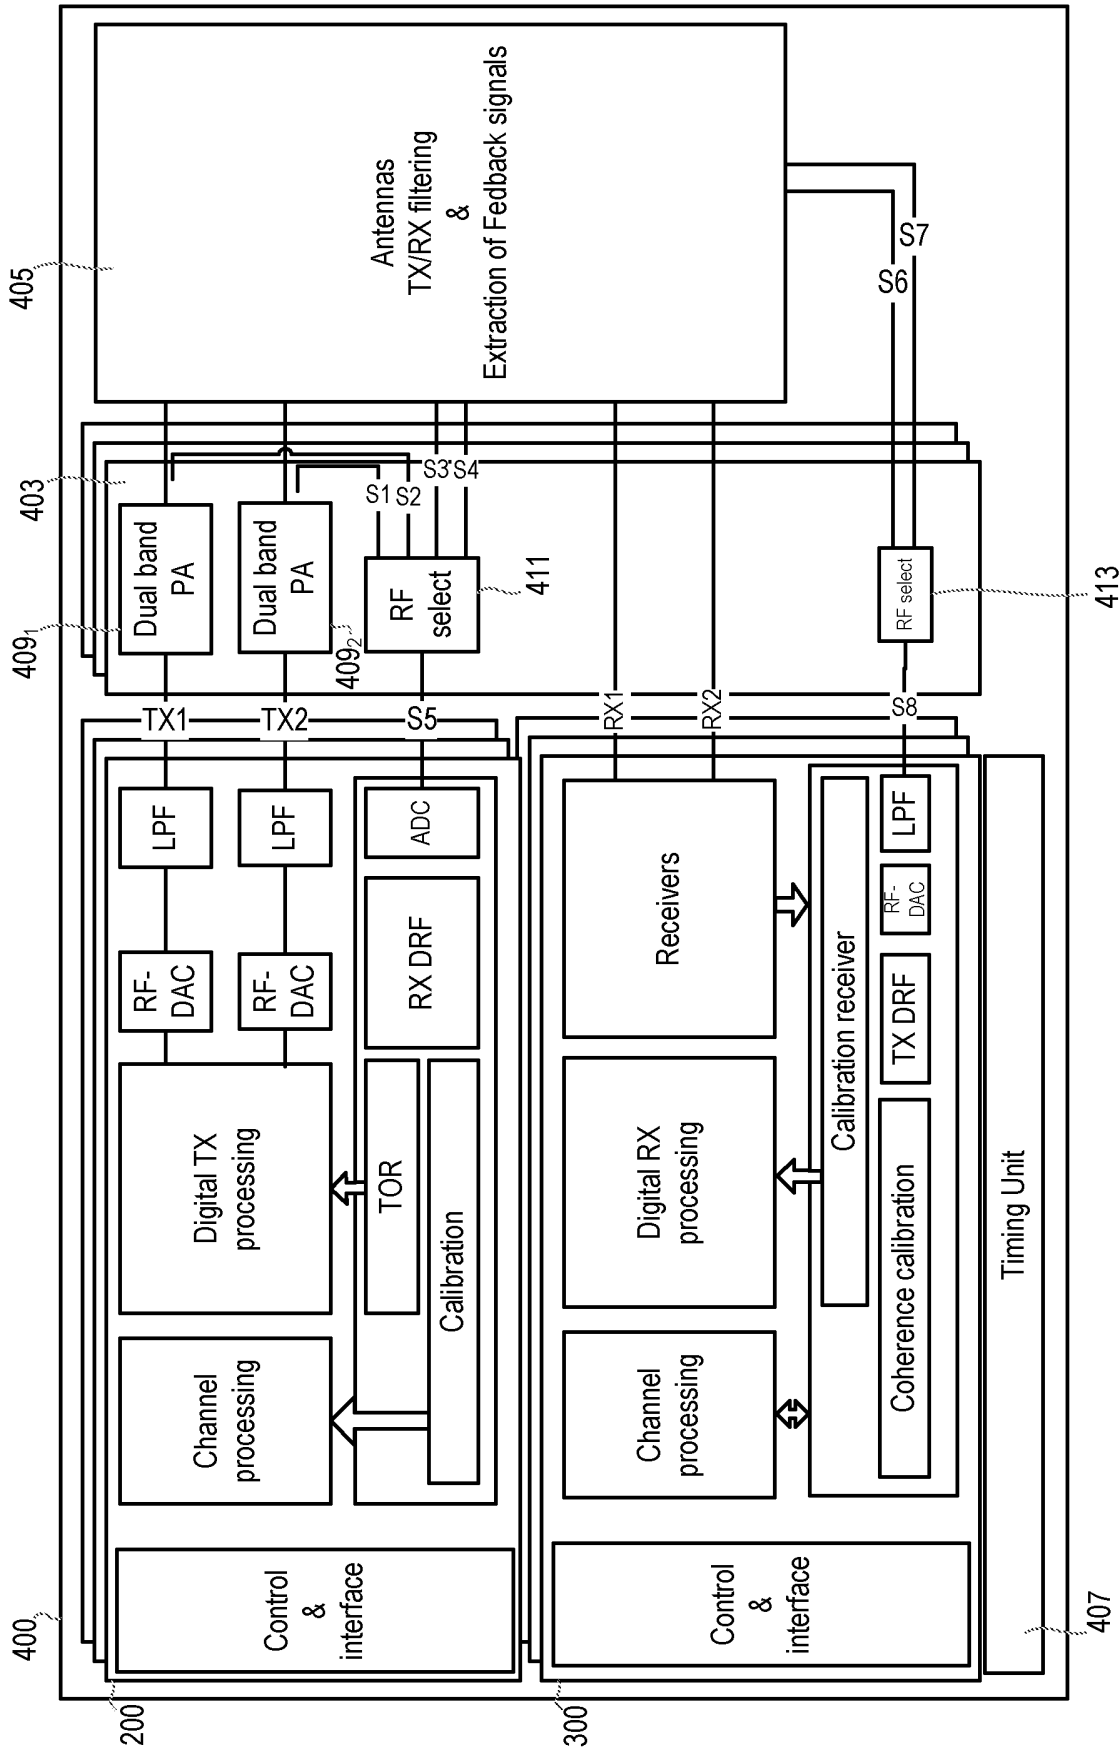 400
200
Control
&
interface
Channel
processing
Digital TX
processing
RF-
DAC
LPF
TX1
RF-
DAC
LPF
TX2
TOR
Calibration
RX DRF
ADC
S5
403
409₁
Dual band
PA
409₂
Dual band
PA
RF
select
411
S1
S2
S3
S4
405
Antennas
TX/RX filtering
&
Extraction of Fedback signals
300
Control
&
interface
Channel
processing
Digital RX
processing
Receivers
RX1
RX2
Calibration receiver
Coherence calibration
TX DRF
RF-
DAC
LPF
S8
RF select
413
S6
S7
Timing Unit
407